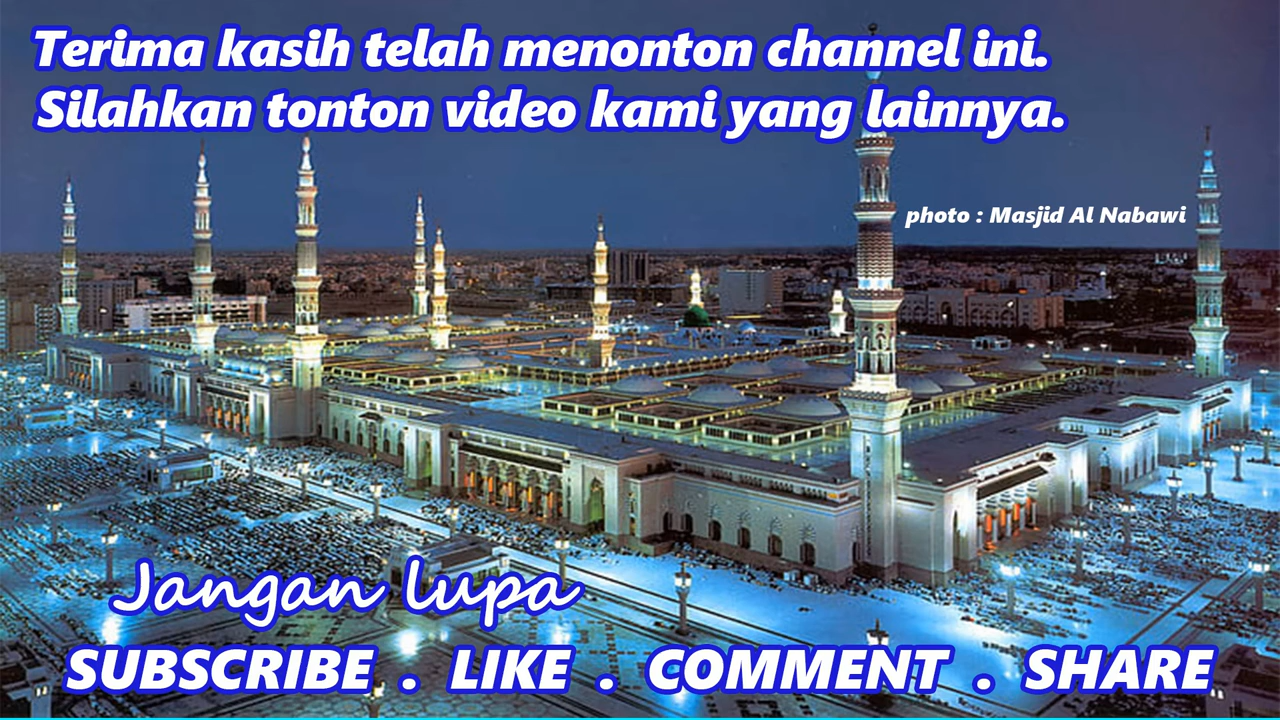 Terima kasih telah menonton channel ini.
Silahkan tonton video kami yang lainnya.
photo : Masjid Al Nabawi
Jangan lupa
SUBSCRIBE . LIKE . COMMENT . SHARE